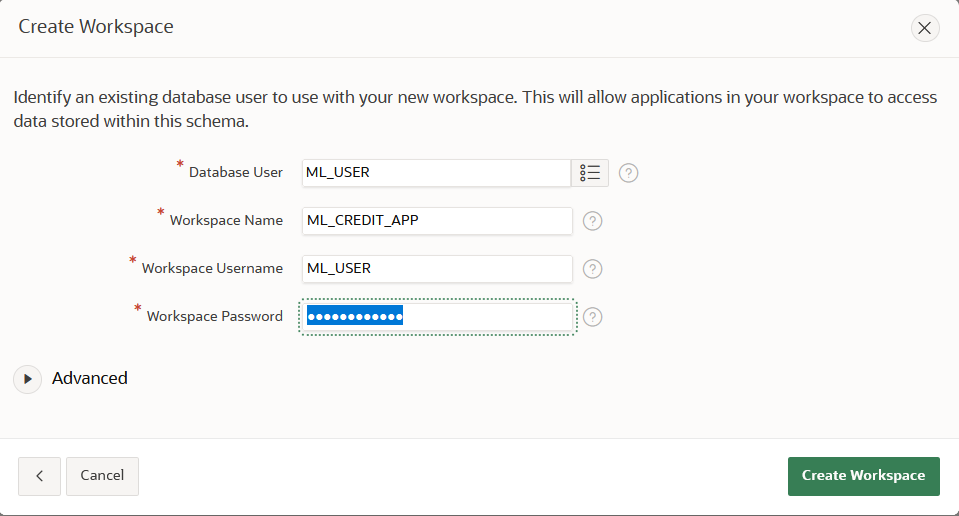 Create Workspace
Identify an existing database user to use with your new workspace. This will allow applications in your workspace to access
data stored within this schema.
* Database User ML_USER ?
* Workspace Name ML_CREDIT_APP ?
* Workspace Username ML_USER ?
* Workspace Password •••••••••••• ?
Advanced
Cancel Create Workspace